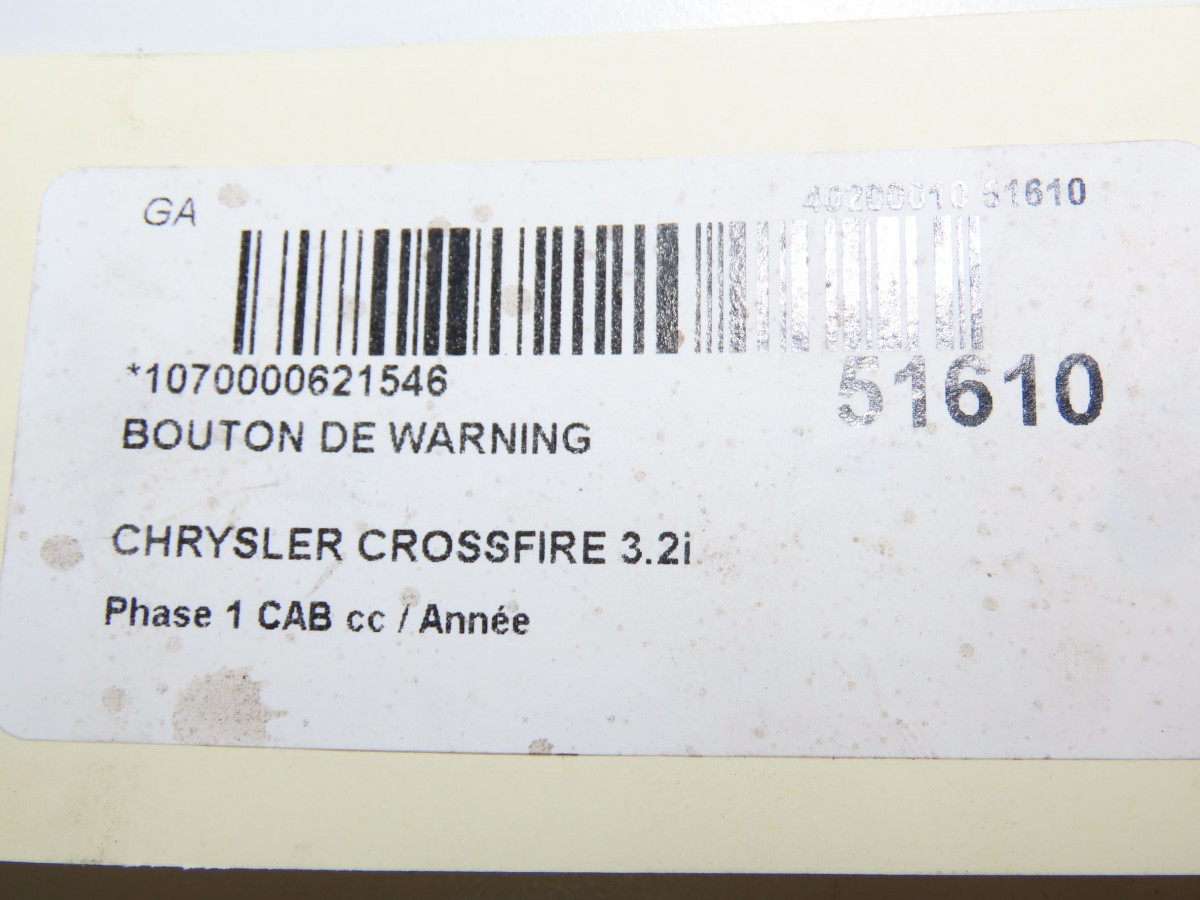 GA
40200010 51610
*1070000621546
51610
BOUTON DE WARNING
CHRYSLER CROSSFIRE 3.2i
Phase 1 CAB cc / Année